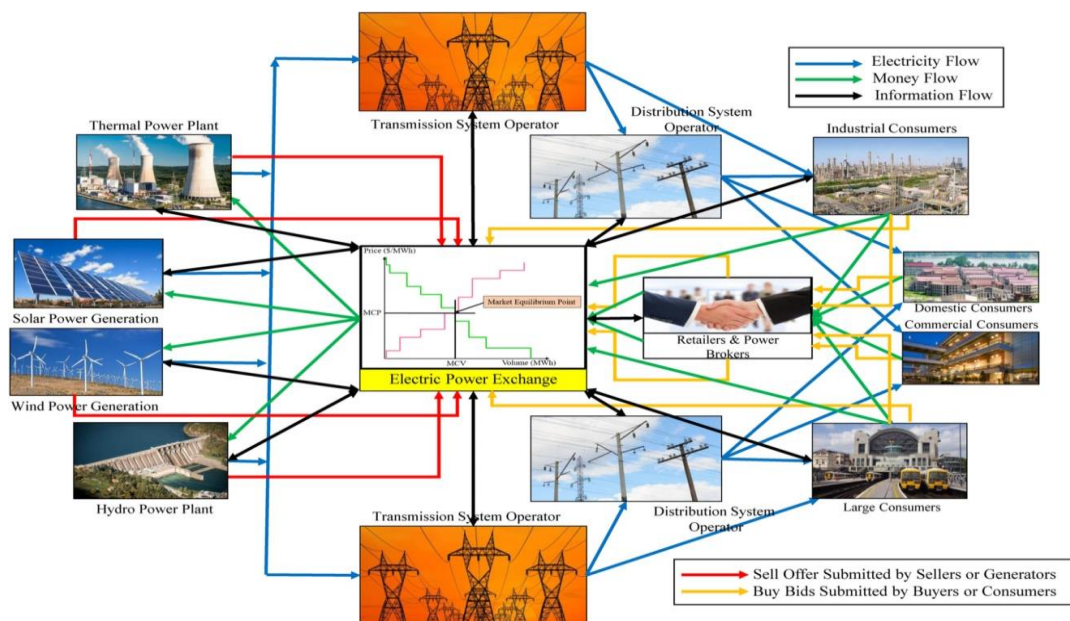 Electricity Flow
Money Flow
Information Flow
Thermal Power Plant
Transmission System Operator
Distribution System
Operator
Industrial Consumers
Solar Power Generation
Price ($/MWh)
Market Equilibrium Point
MCP
MCV
Volume (MWh)
Electric Power Exchange
Retailers & Power
Brokers
Domestic Consumers
Commercial Consumers
Wind Power Generation
Hydro Power Plant
Transmission System Operator
Distribution System
Operator
Large Consumers
Sell Offer Submitted by Sellers or Generators
Buy Bids Submitted by Buyers or Consumers